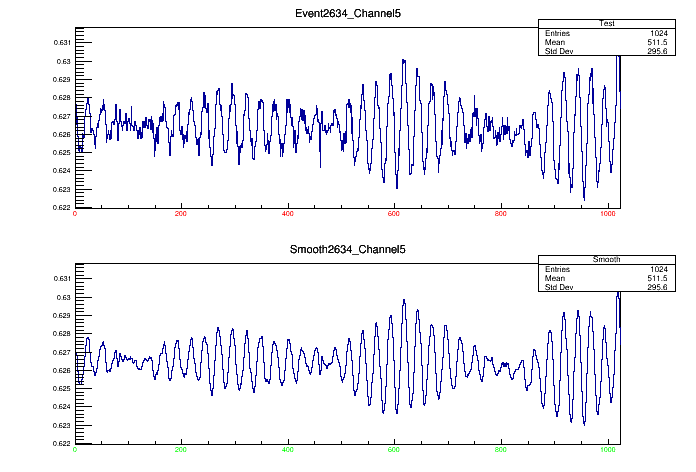 Event2634_Channel5
Test
Entries 1024
Mean 511.5
Std Dev 295.6
0.631
0.63
0.629
0.628
0.627
0.626
0.625
0.624
0.623
0.622
0 200 400 600 800 1000
Smooth2634_Channel5
Smooth
Entries 1024
Mean 511.5
Std Dev 295.6
0.631
0.63
0.629
0.628
0.627
0.626
0.625
0.624
0.623
0.622
0 200 400 600 800 1000